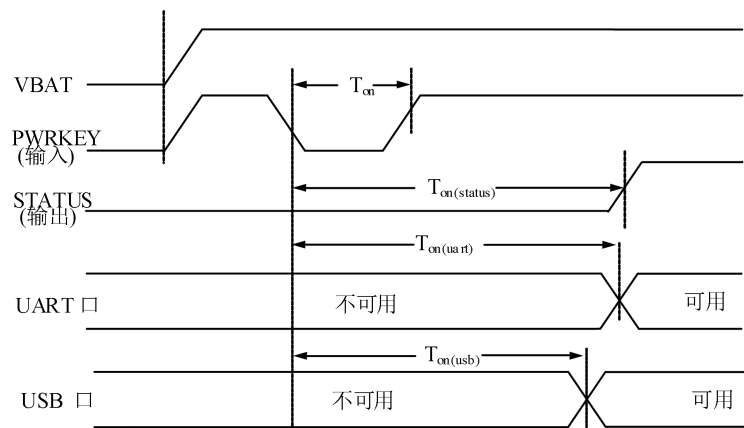 VBAT
Ton
PWRKEY
(输入)
Ton(status)
STATUS
(输出)
Ton(uart)
UART 口
不可用
可用
Ton(usb)
USB 口
不可用
可用